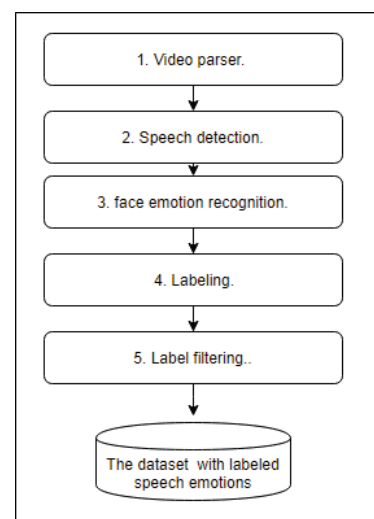 1. Video parser.
2. Speech detection.
3. face emotion recognition.
4. Labeling.
5. Label filtering..
The dataset with labeled
speech emotions